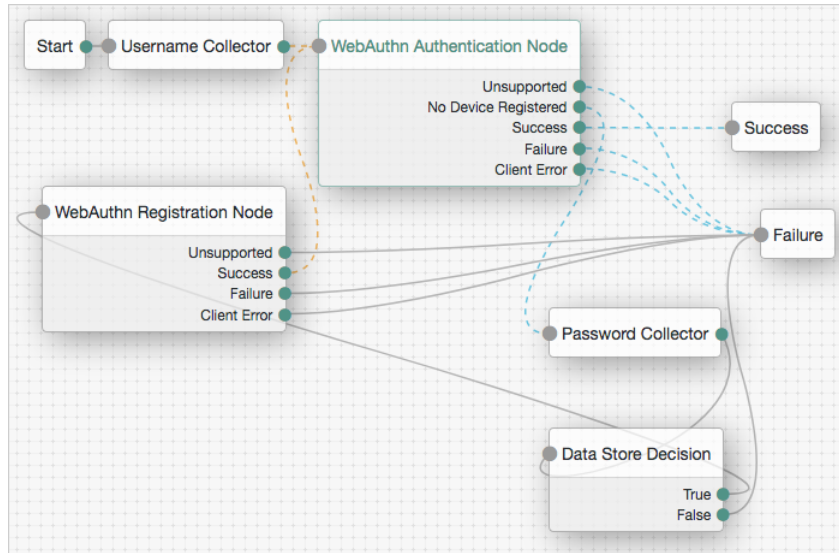 Start
Username Collector
WebAuthn Authentication Node
Unsupported
No Device Registered
Success
Failure
Client Error
Success
WebAuthn Registration Node
Unsupported
Success
Failure
Client Error
Failure
Password Collector
Data Store Decision
True
False